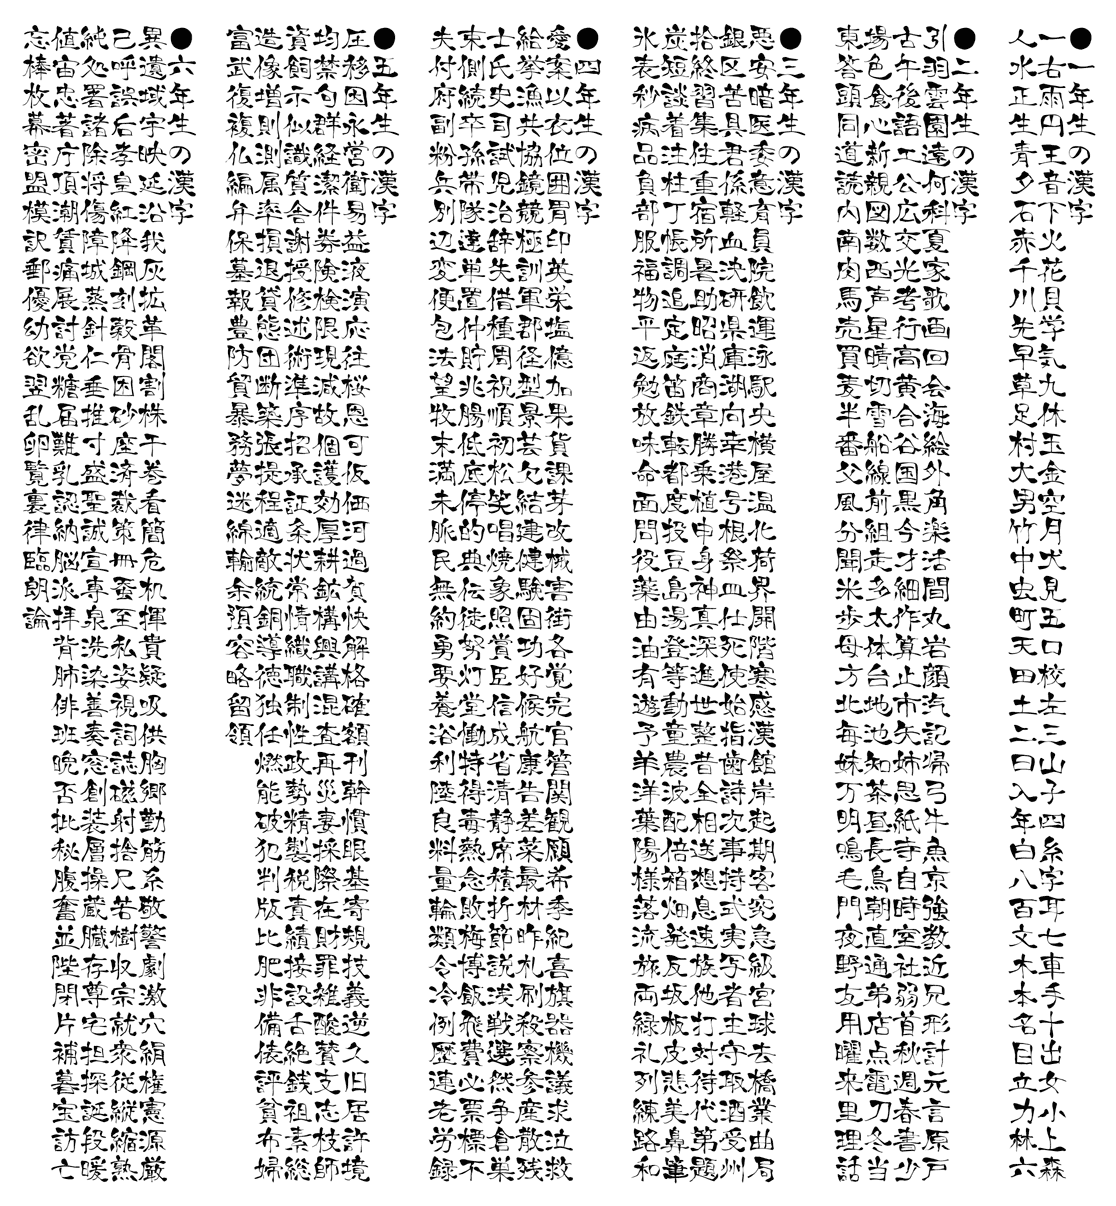 ●一年生の漢字
一右雨円王音下火花貝学気九休玉金空月犬見五口校左三山子四糸字耳七車手十出女小上森
人水正生青夕石赤千川先早草足村大男竹中虫町天田土二日入年白八百文木本名目立力林六
●二年生の漢字
引羽雲園遠何科夏家歌画回会海絵外角楽活間丸岩顔汽記帰弓牛魚京強教近兄形計元言原戸
古午後語工公広交光考行高黄合谷国黒今才細作算止市矢姉思紙寺自時室社弱首秋週春書少
場色食心新親図数西声星晴切雪船線前組走多太体台地池知茶昼長鳥朝直通弟店点電刀冬当
東答頭同道読内南肉馬売買麦半番父風分聞米歩母方北毎妹万明鳴毛門夜野友用曜来里理話
●三年生の漢字
悪安暗医委意育員院飲運泳駅央横屋温化荷界開階寒感漢館岸起期客究急級宮球去橋業曲局
銀区苦具君係軽血決研県庫湖向幸港号根祭皿仕死使始指歯詩次事持式実写者主守取酒受州
拾終習集住重宿所暑助昭消商章勝乗植申身神真深進世整昔全相送想息速族他打対待代第題
炭短談着注柱丁帳調追定庭笛鉄転都度投豆島湯登等動童農波配倍箱畑発反坂板皮悲美鼻筆
氷表秒病品負部服福物平返勉放味命面問役薬由油有遊予羊洋葉陽様落流旅両緑礼列練路和
●四年生の漢字
愛案以衣位囲胃印英栄塩億加果貨課芽改械害街各覚完官管関観願希季紀喜旗器機議求泣救
給挙漁共協鏡競極訓軍郡径型景芸欠結建健験固功好候航康告差菜最材昨札刷殺察参産散残
士氏史司試児治辞失借種周祝順初松笑唱焼象照賞臣信成省清静席積折節説浅戦選然争倉巣
束側続卒孫帯隊達単置仲貯兆腸低底停的典伝徒努灯堂働特得毒熱念敗梅博飯飛費必票標不
夫付府副粉兵別辺変便包法望牧末満未脈民無約勇要養浴利陸良料量輪類令冷例歴連老労録
●五年生の漢字
圧移因永営衛易益液演応往桜恩可仮価河過賀快解格確額刊幹慣眼基寄規技義逆久旧居許境
均禁句群経潔件券険検限現減故個護効厚耕鉱構興講混査再災妻採際在財罪雑酸賛支志枝師
資飼示似識質舎謝授修述術準序招承証条状常情織職制性政勢精製税責績接設舌絶銭祖素総
造像増則測属率損退貸態団断築張提程適敵統銅導徳独任燃能破犯判版比肥非備俵評貧布婦
富武復複仏編弁保墓報豊防貿暴務夢迷綿輸余預容略留領
●六年生の漢字
異遺域宇映延沿我灰拡革閣割株干巻看簡危机揮貴疑吸供胸郷勤筋系敬警劇激穴絹権憲源厳
己呼誤后孝皇紅降鋼刻穀骨困砂座済裁策冊蚕至私姿視詞誌磁射捨尺若樹収宗就衆従縦縮熟
純処署諸除将傷障城蒸針仁垂推寸盛聖誠宣専泉洗染善奏窓創装層操蔵臓存尊宅担探誕段暖
値宙忠著庁頂潮賃痛展討党糖届難乳認納脳派拝背肺俳班晩否批秘腹奮並陛閉片補暮宝訪亡
忘棒枚幕密盟模訳郵優幼欲翌乱卵覧裏律臨朗論